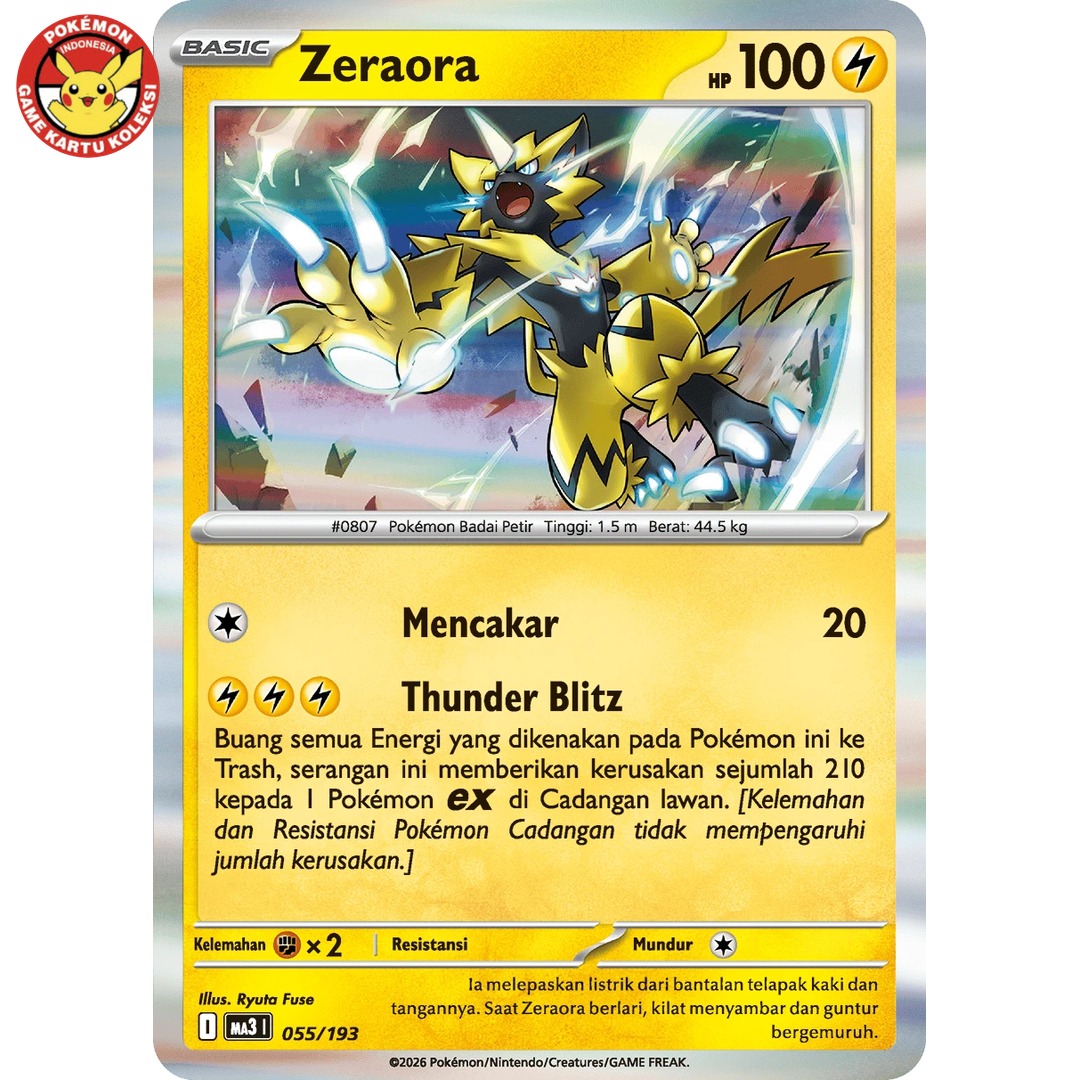 POKÉMON
INDONESIA
GAME KARTU KOLEKSI
BASIC
Zeraora
HP 100
#0807 Pokémon Badai Petir Tinggi: 1.5 m Berat: 44.5 kg
Mencakar 20
Thunder Blitz
Buang semua Energi yang dikenakan pada Pokémon ini ke
Trash, serangan ini memberikan kerusakan sejumlah 210
kepada 1 Pokémon ex di Cadangan lawan. [Kelemahan
dan Resistansi Pokémon Cadangan tidak mempengaruhi
jumlah kerusakan.]
Kelemahan ×2 Resistansi Mundur
Ia melepaskan listrik dari bantalan telapak kaki dan
tangannya. Saat Zeraora berlari, kilat menyambar dan guntur
bergemuruh.
Illus. Ryuta Fuse
I MA3 I 055/193
©2026 Pokémon/Nintendo/Creatures/GAME FREAK.